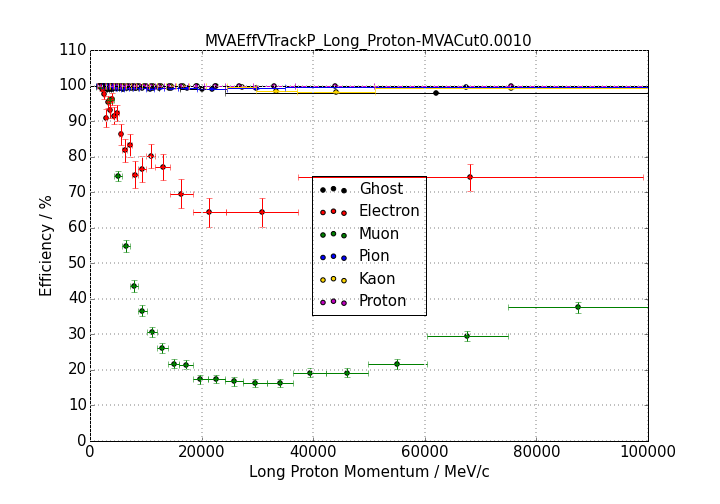 MVAEffVTrackP_Long_Proton-MVACut0.0010
110
100
90
80
70
60
50
40
30
20
10
0
Efficiency / %
Ghost
Electron
Muon
Pion
Kaon
Proton
0 20000 40000 60000 80000 100000
Long Proton Momentum / MeV/c